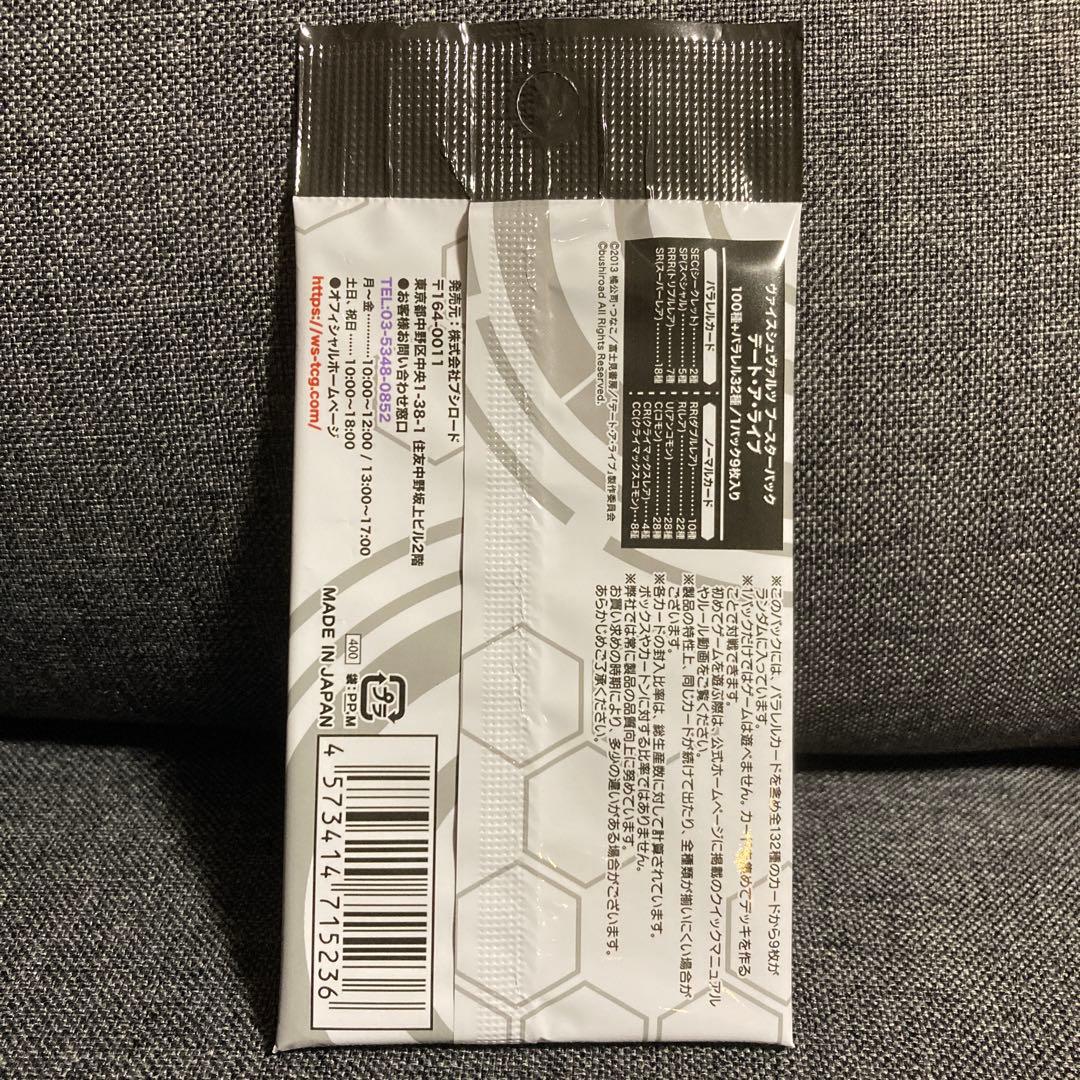 ヴァイスシュヴァルツ ブースターパック
デート・ア・ライブ
100種+パラレル32種/1パック9枚入り
パラレルカード
SEC(シークレット)……2種
SP(スペシャル)……5種
RRR(トリプルレア)……7種
SR(スーパーレア)……18種
ノーマルカード
RR(ダブルレア)……10種
R(レア)……22種
U(アンコモン)……28種
C(コモン)……28種
CR(クライマックスレア)……4種
CC(クライマックスコモン)…8種
©2013 橘公司・つなこ/富士見書房/「デート・ア・ライブ」製作委員会
©bushiroad All Rights Reserved.
※このパックには、パラレルカードを含め全132種のカードから9枚が
ランダムに入っています。
※1パックだけではゲームは遊べません。カードを集めてデッキを作る
ことで対戦できます。
初めてゲームを遊ぶ際は、公式ホームページに掲載のクイックマニュアル
やルール動画をご覧ください。
※製品の特性上、同じカードが続けて出たり、全種類が揃いにくい場合が
ございます。
※各カードの封入比率は、総生産数に対して計算されています。
ボックスやカートンに対する比率ではありません。
※弊社では常に製品の品質向上に努めています。
お買い求めの時期により、多少の違いがある場合がございます。
あらかじめご了承ください。
発売元:株式会社ブシロード
〒164-0011
東京都中野区中央1-38-1 住友中野坂上ビル2階
●お客様お問い合わせ窓口
TEL:03-5348-0852
月~金…………10:00~12:00 / 13:00~17:00
土日、祝日……10:00~18:00
●オフィシャルホームページ
https://ws-tcg.com/
プラ
袋:PP,M
400
MADE IN JAPAN
4 573414 715236